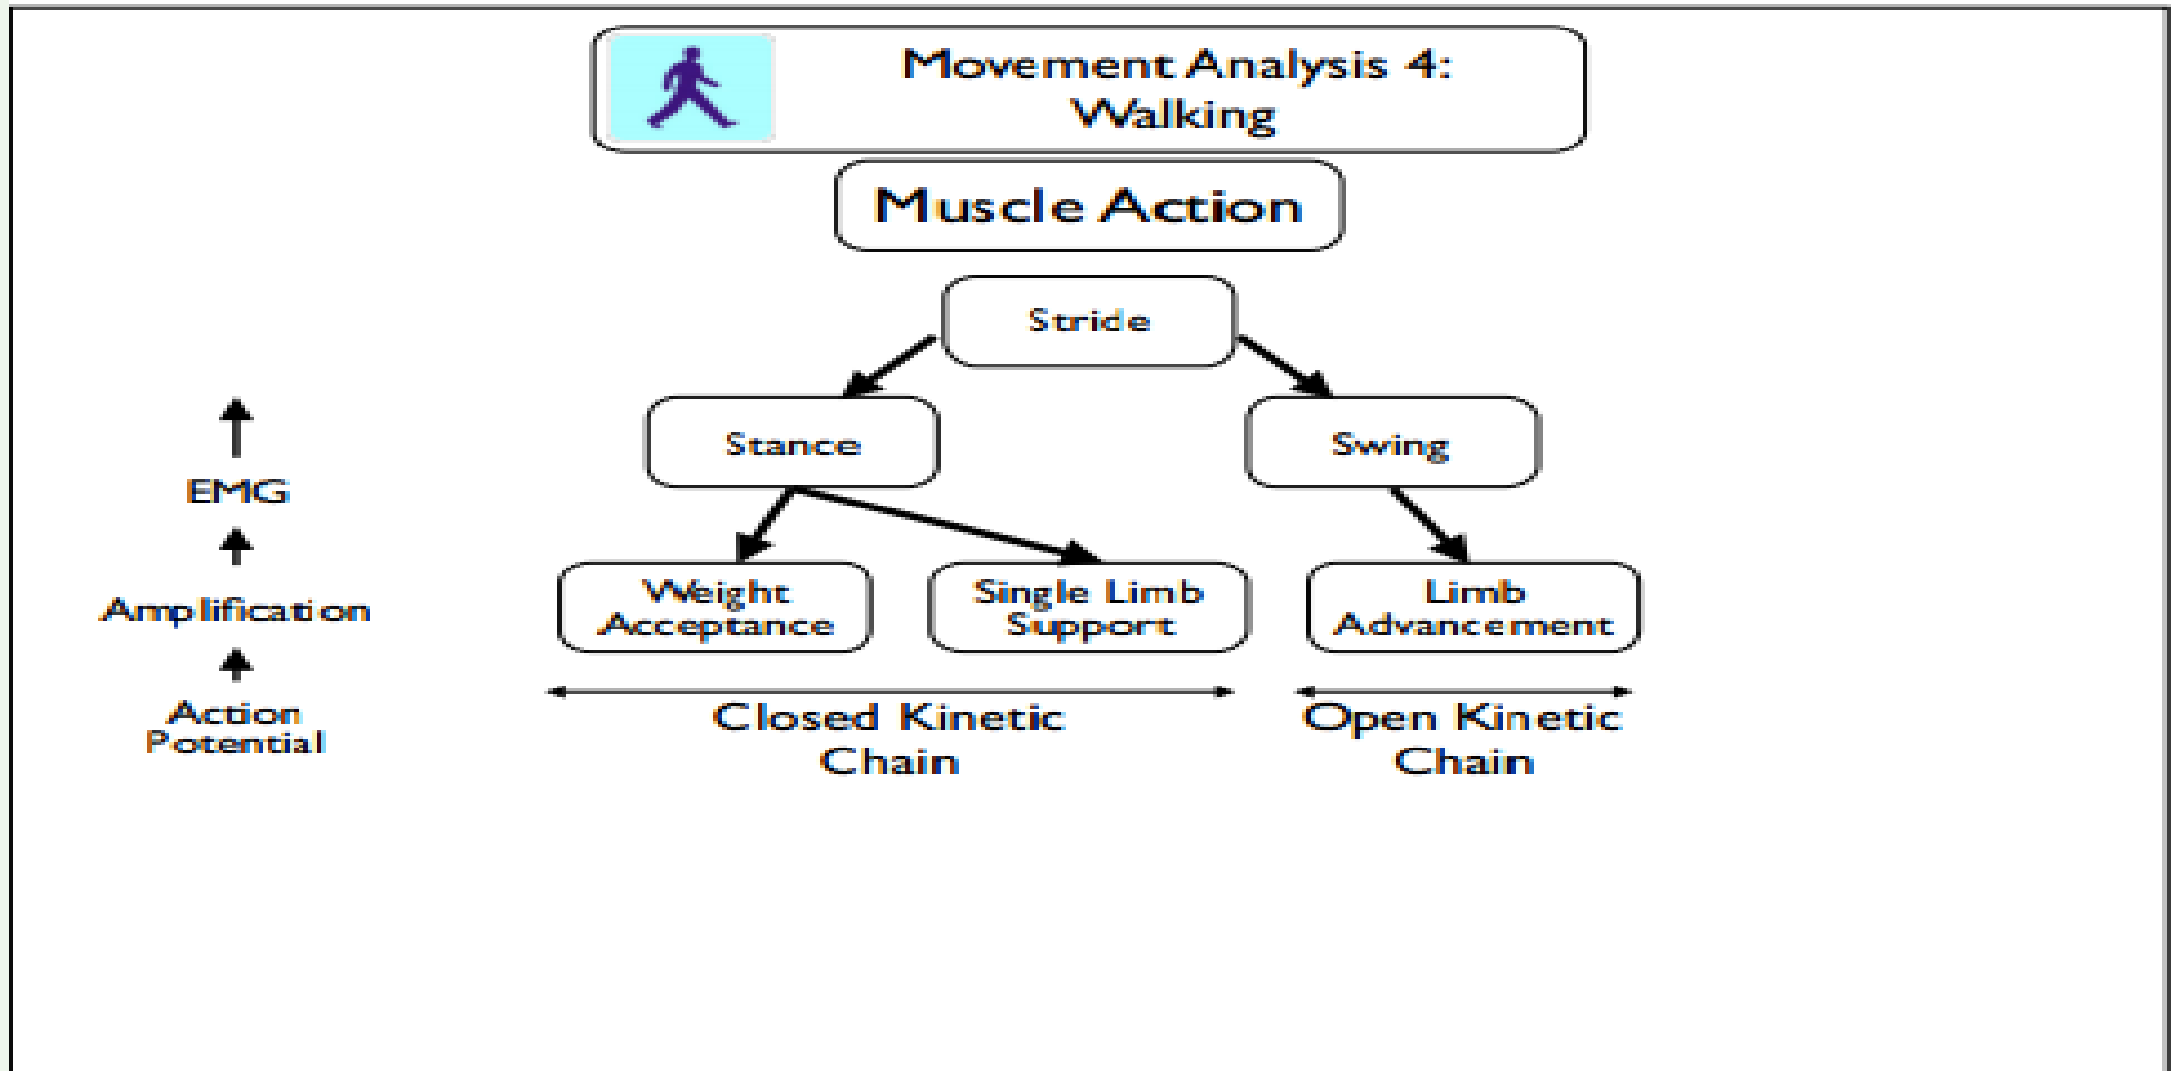 Movement Analysis 4:
Walking
Muscle Action
Stride
Stance
Swing
EMG
Amplification
Action
Potential
Weight
Acceptance
Single Limb
Support
Limb
Advancement
Closed Kinetic
Chain
Open Kinetic
Chain